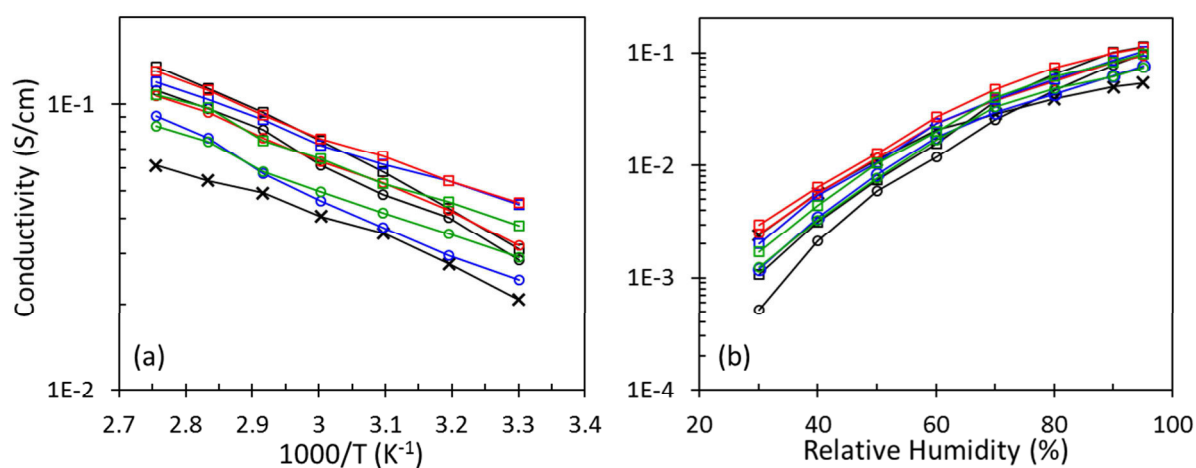 Conductivity (S/cm)
1E-1
1E-2
(a)
2.7 2.8 2.9 3.0 3.1 3.2 3.3 3.4
1000/T (K⁻¹)
1E-1
1E-2
1E-3
1E-4
(b)
20 40 60 80 100
Relative Humidity (%)